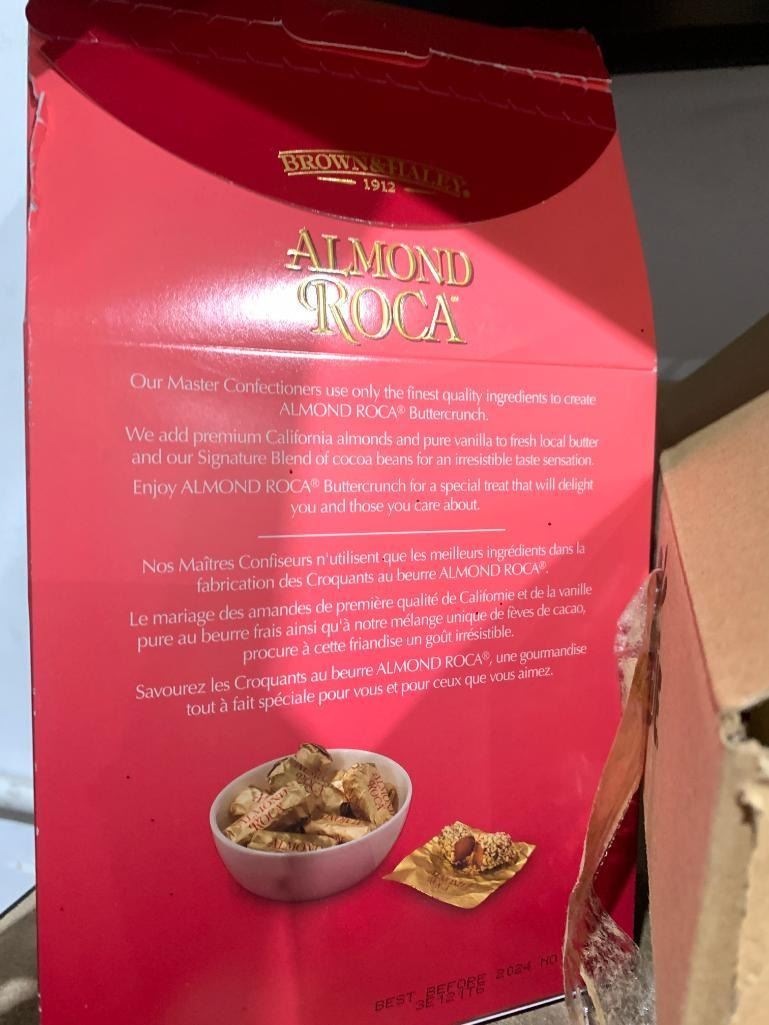 BROWN & HALEY
1912
ALMOND
ROCA
Our Master Confectioners use only the finest quality ingredients to create
ALMOND ROCA® Buttercrunch.
We add premium California almonds and pure vanilla to fresh local butter
and our Signature Blend of cocoa beans for an irresistible taste sensation.
Enjoy ALMOND ROCA® Buttercrunch for a special treat that will delight
you and those you care about.
Nos Maîtres Confiseurs n'utilisent que les meilleurs ingrédients dans la
fabrication des Croquants au beurre ALMOND ROCA®.
Le mariage des amandes de première qualité de Californie et de la vanille
pure au beurre frais ainsi qu'à notre mélange unique de fèves de cacao,
procure à cette friandise un goût irrésistible.
Savourez les Croquants au beurre ALMOND ROCA®, une gourmandise
tout à fait spéciale pour vous et pour ceux que vous aimez.
ALMOND
ROCA
ALMOND
ROCA
ALMOND
BEST BEFORE 2024 NO